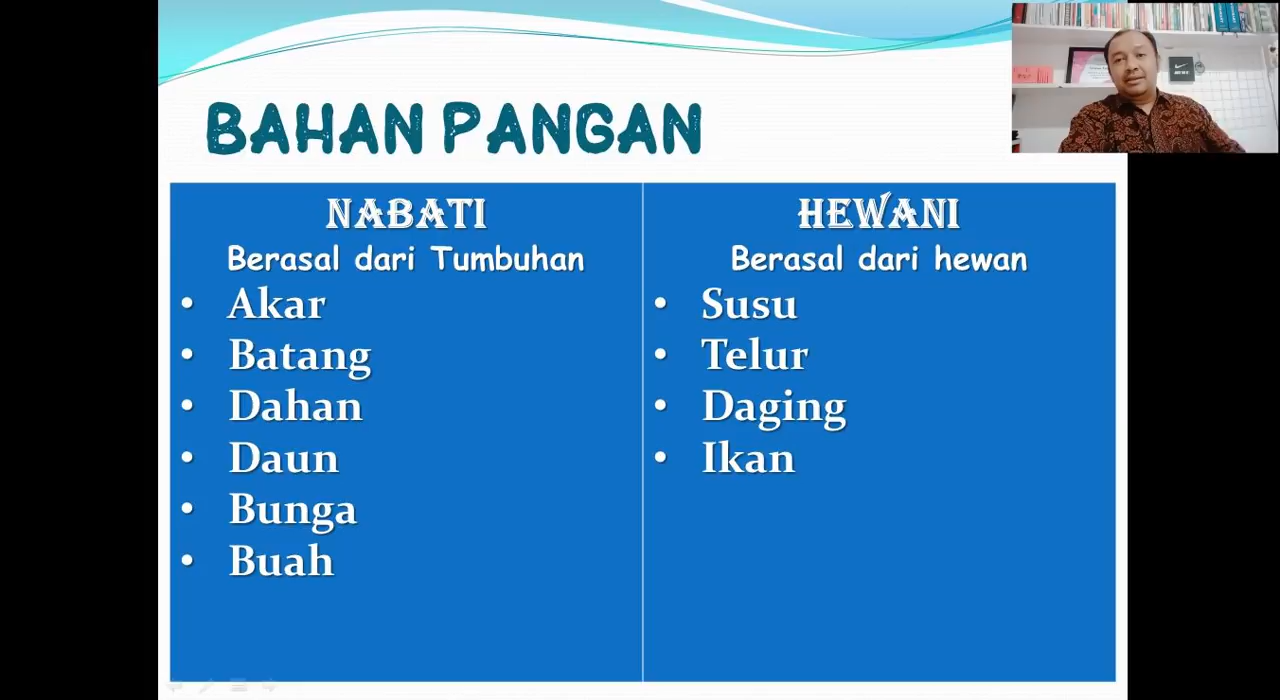 BAHAN PANGAN
NABATI
Berasal dari Tumbuhan
• Akar
• Batang
• Dahan
• Daun
• Bunga
• Buah
HEWANI
Berasal dari hewan
• Susu
• Telur
• Daging
• Ikan